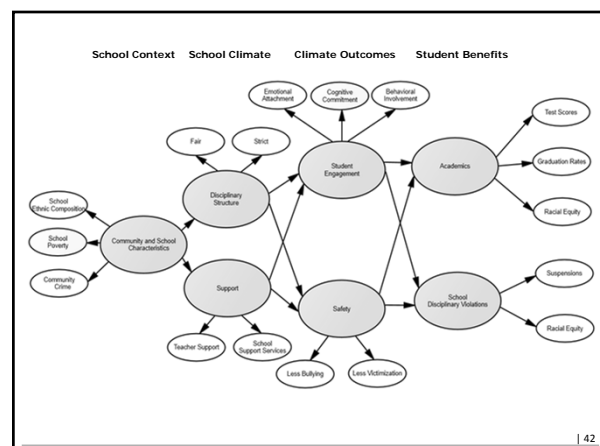 School Context School Climate Climate Outcomes Student Benefits
Emotional
Attachment
Cognitive
Commitment
Behavioral
Involvement
Test Scores
Fair
Strict
Student
Engagement
Academics
Graduation Rates
School
Ethnic Composition
Disciplinary
Structure
Racial Equity
School
Poverty
Community and School
Characteristics
Community
Crime
Support
Safety
School
Disciplinary Violations
Suspensions
Racial Equity
Teacher Support
School
Support Services
Less Bullying
Less Victimization
| 42